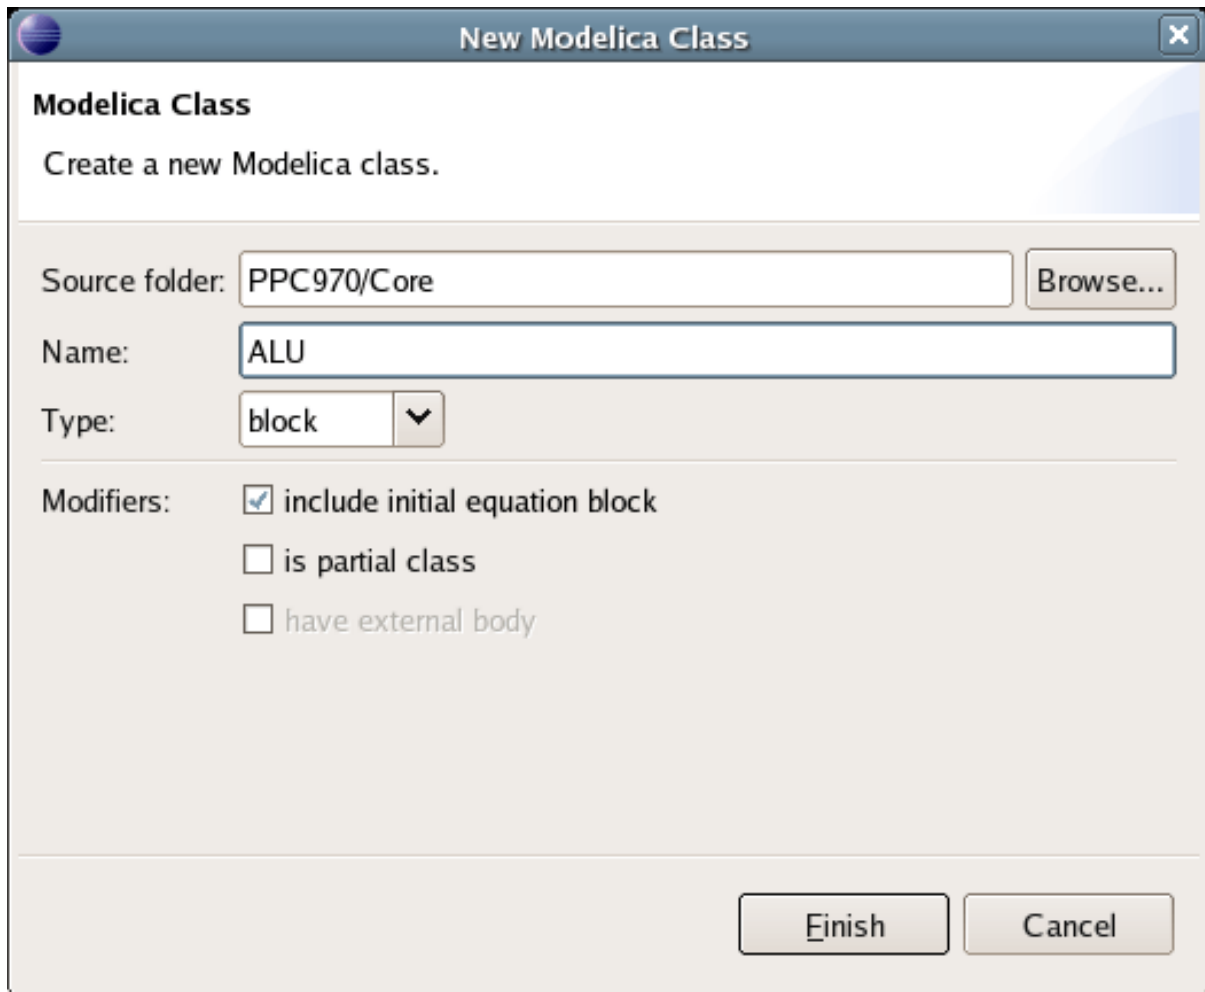 New Modelica Class
Modelica Class
Create a new Modelica class.
Source folder: PPC970/Core Browse...
Name: ALU
Type: block
Modifiers: include initial equation block
is partial class
have external body
Finish Cancel